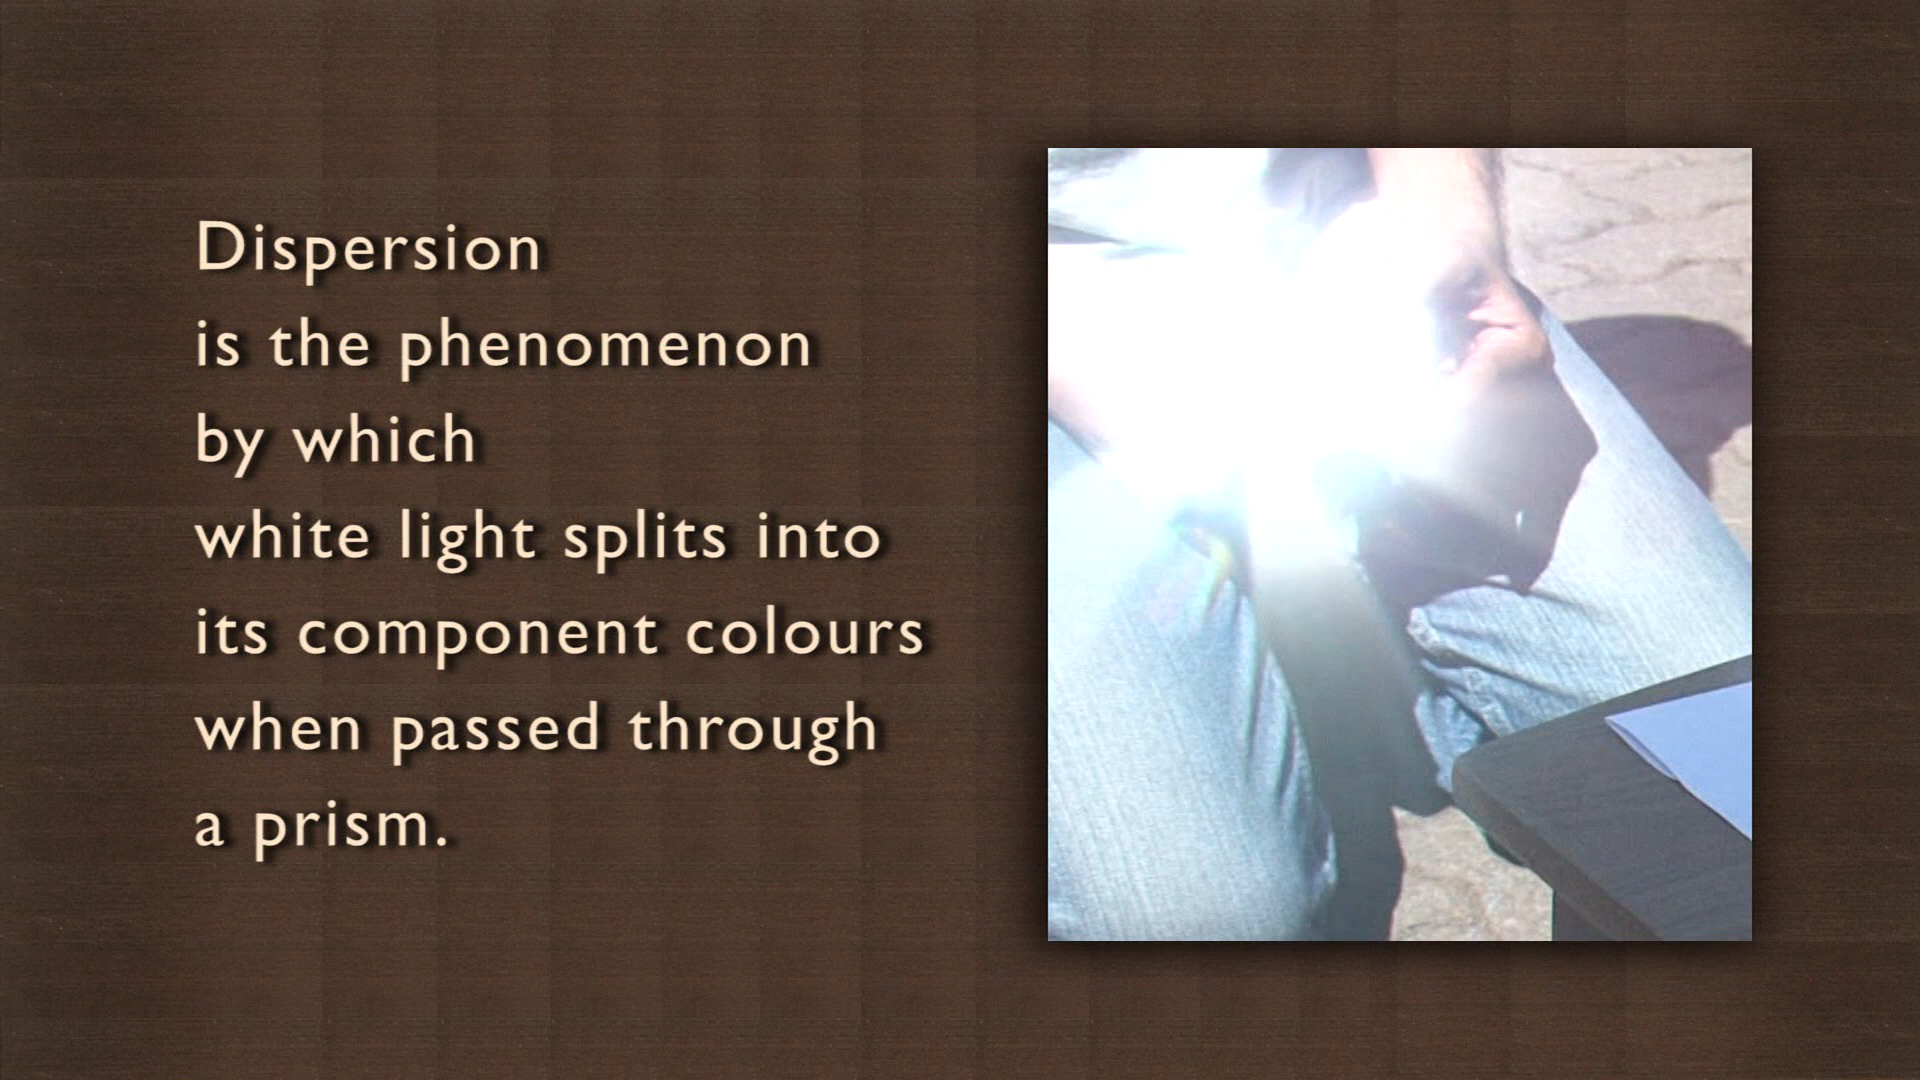 Dispersion
is the phenomenon
by which
white light splits into
its component colours
when passed through
a prism.